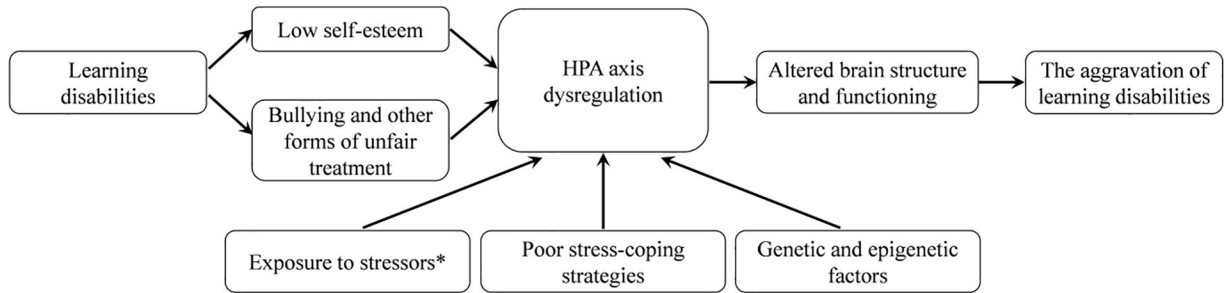 Learning
disabilities
Low self-esteem
Bullying and other
forms of unfair
treatment
HPA axis
dysregulation
Altered brain structure
and functioning
The aggravation of
learning disabilities
Exposure to stressors*
Poor stress-coping
strategies
Genetic and epigenetic
factors